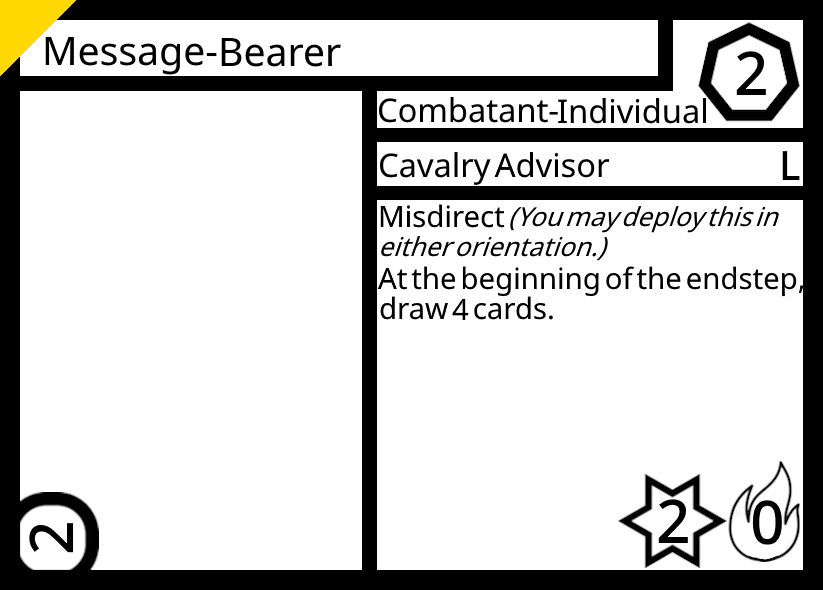 Message-Bearer
2
Combatant-Individual
Cavalry Advisor L
Misdirect (You may deploy this in
either orientation.)
At the beginning of the endstep,
draw 4 cards.
2
2 0